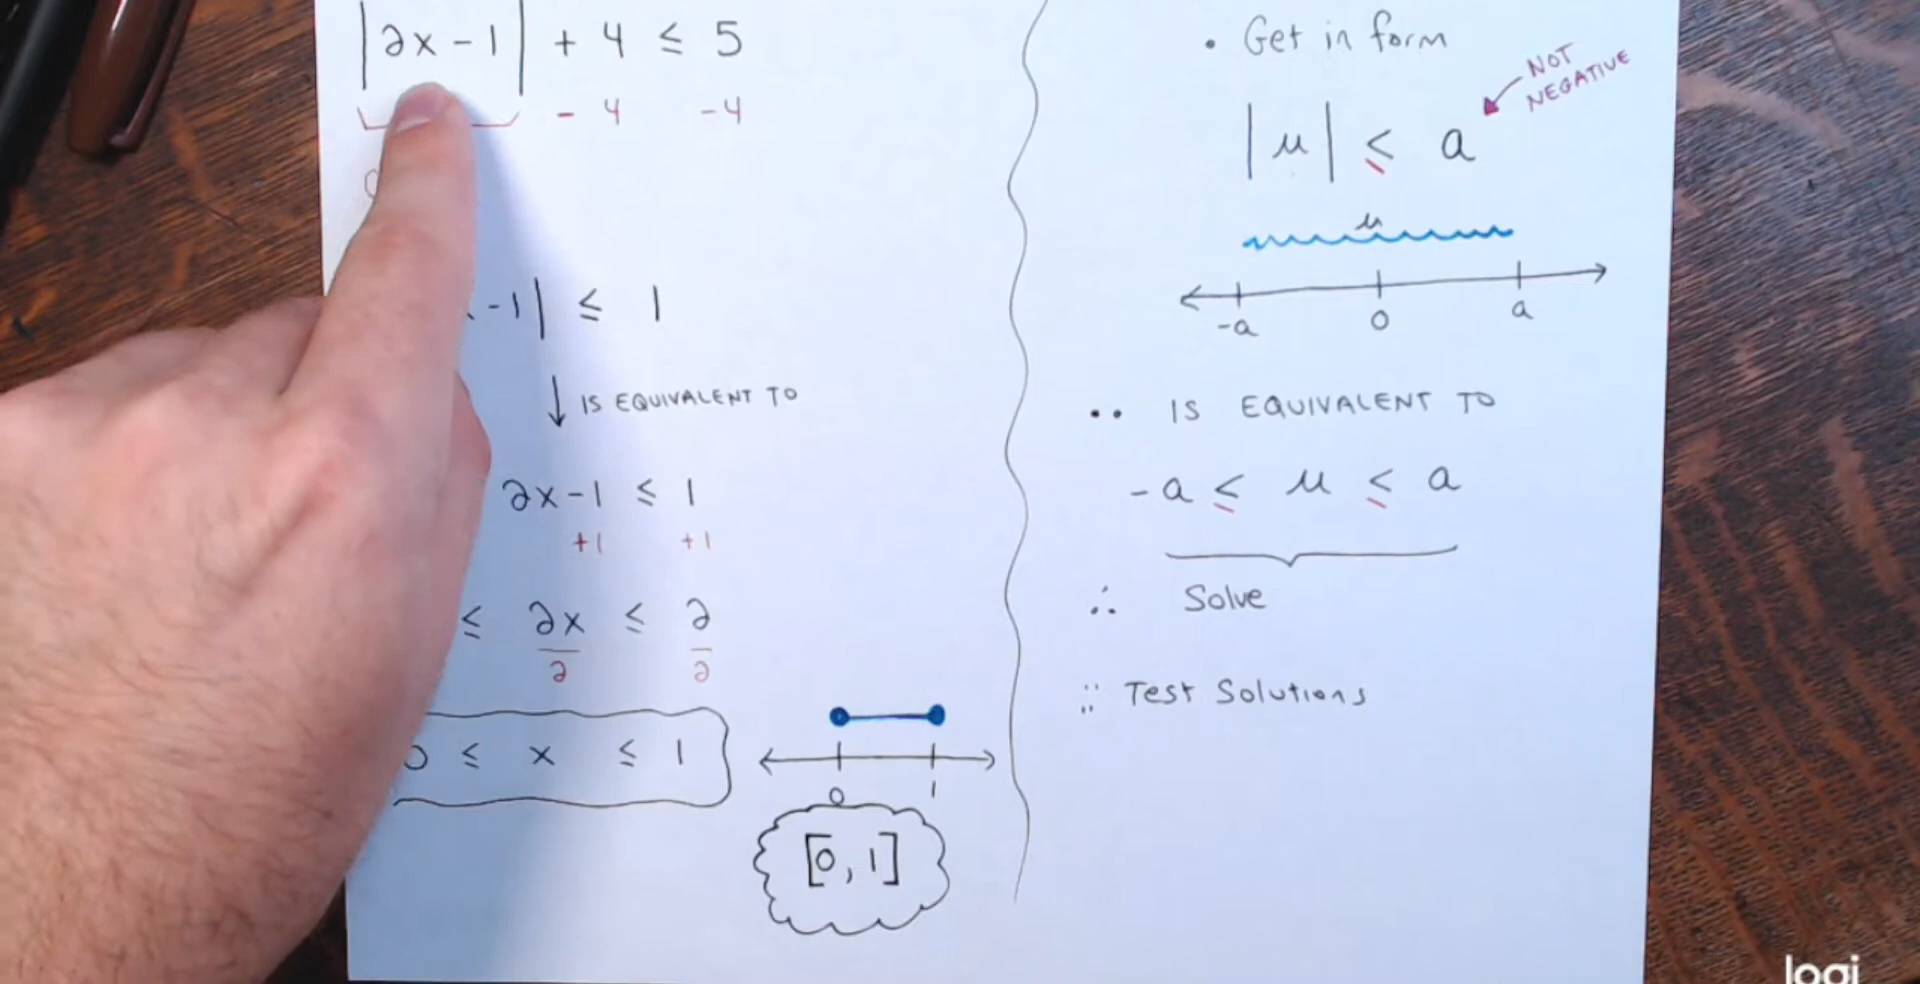 |2x - 1| + 4 ≤ 5
- 4 -4
-1| ≤ 1
↓ IS EQUIVALENT TO
2x - 1 ≤ 1
+1 +1
≤ 2x ≤ 2
2 2
0 ≤ x ≤ 1
0 1
[0, 1]
• Get in form
NOT
NEGATIVE
|u| ≤ a
u
-a 0 a
•• IS EQUIVALENT TO
-a ≤ u ≤ a
∴ Solve
:: Test Solutions
logi